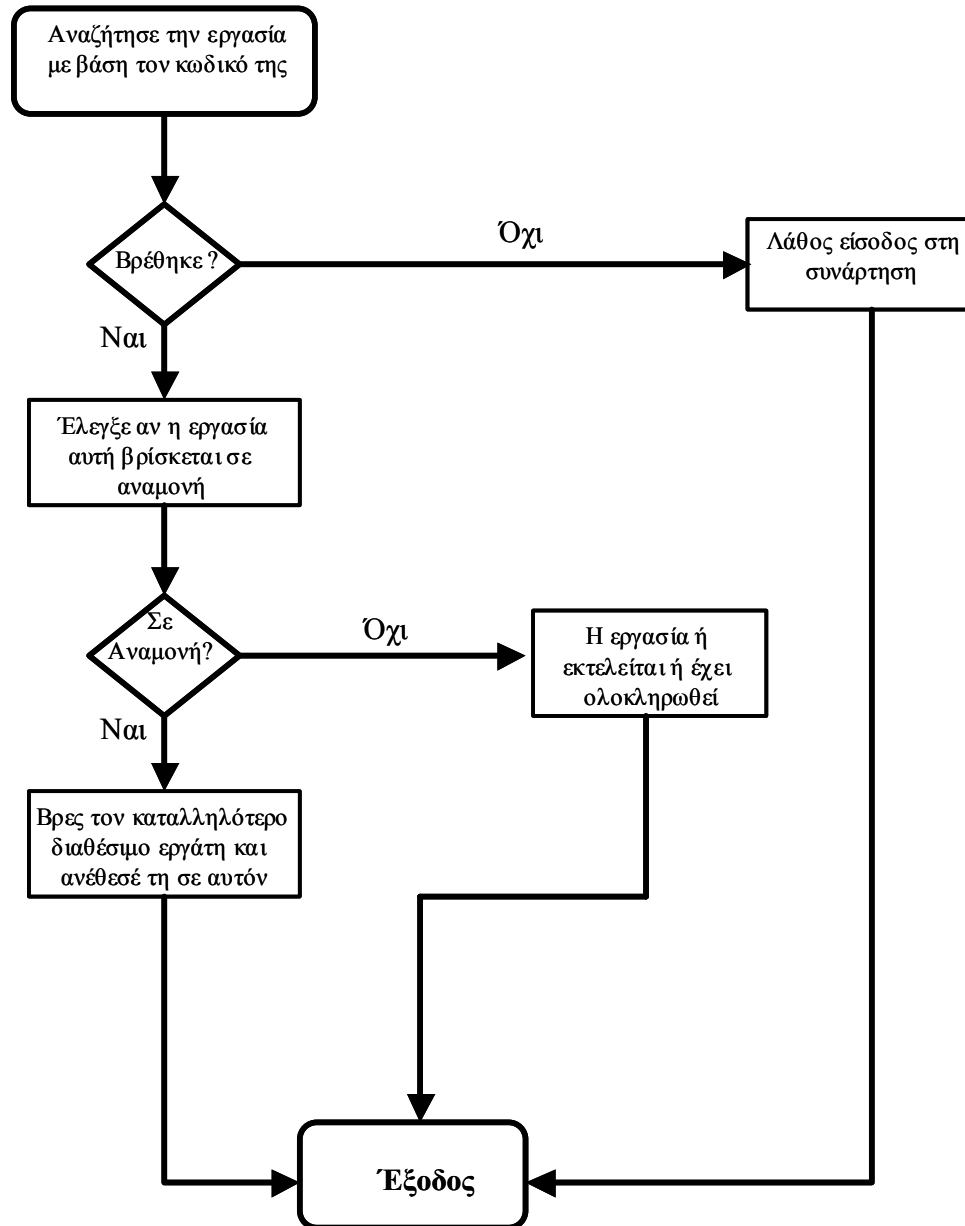 Αναζήτησε την εργασία
με βάση τον κωδικό της
Βρέθηκε ?
Όχι
Λάθος είσοδος στη
συνάρτηση
Ναι
Έλεγξε αν η εργασία
αυτή βρίσκεται σε
αναμονή
Σε
Αναμονή?
Όχι
Η εργασία ή
εκτελείται ή έχει
ολοκληρωθεί
Ναι
Βρες τον καταλληλότερο
διαθέσιμο εργάτη και
ανέθεσέ τη σε αυτόν
Έξοδος